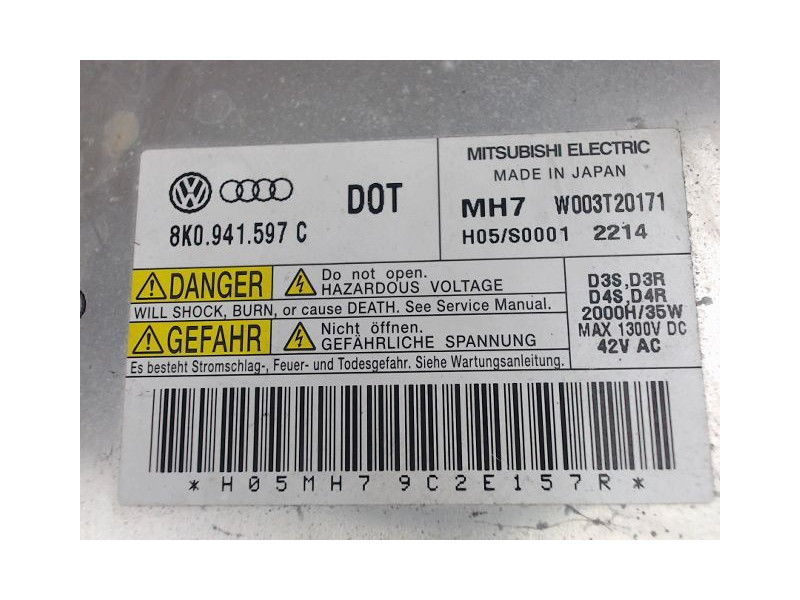 DOT
8K0.941.597 C
MITSUBISHI ELECTRIC
MADE IN JAPAN
MH7 W003T20171
H05/S0001 2214
DANGER
Do not open.
HAZARDOUS VOLTAGE
WILL SHOCK, BURN, or cause DEATH. See Service Manual.
GEFAHR
Nicht öffnen.
GEFÄHRLICHE SPANNUNG
Es besteht Stromschlag-, Feuer- und Todesgefahr. Siehe Wartungsanleitung.
D3S,D3R
D4S,D4R
2000H/35W
MAX 1300V DC
42V AC
*H05MH79C2E157R*